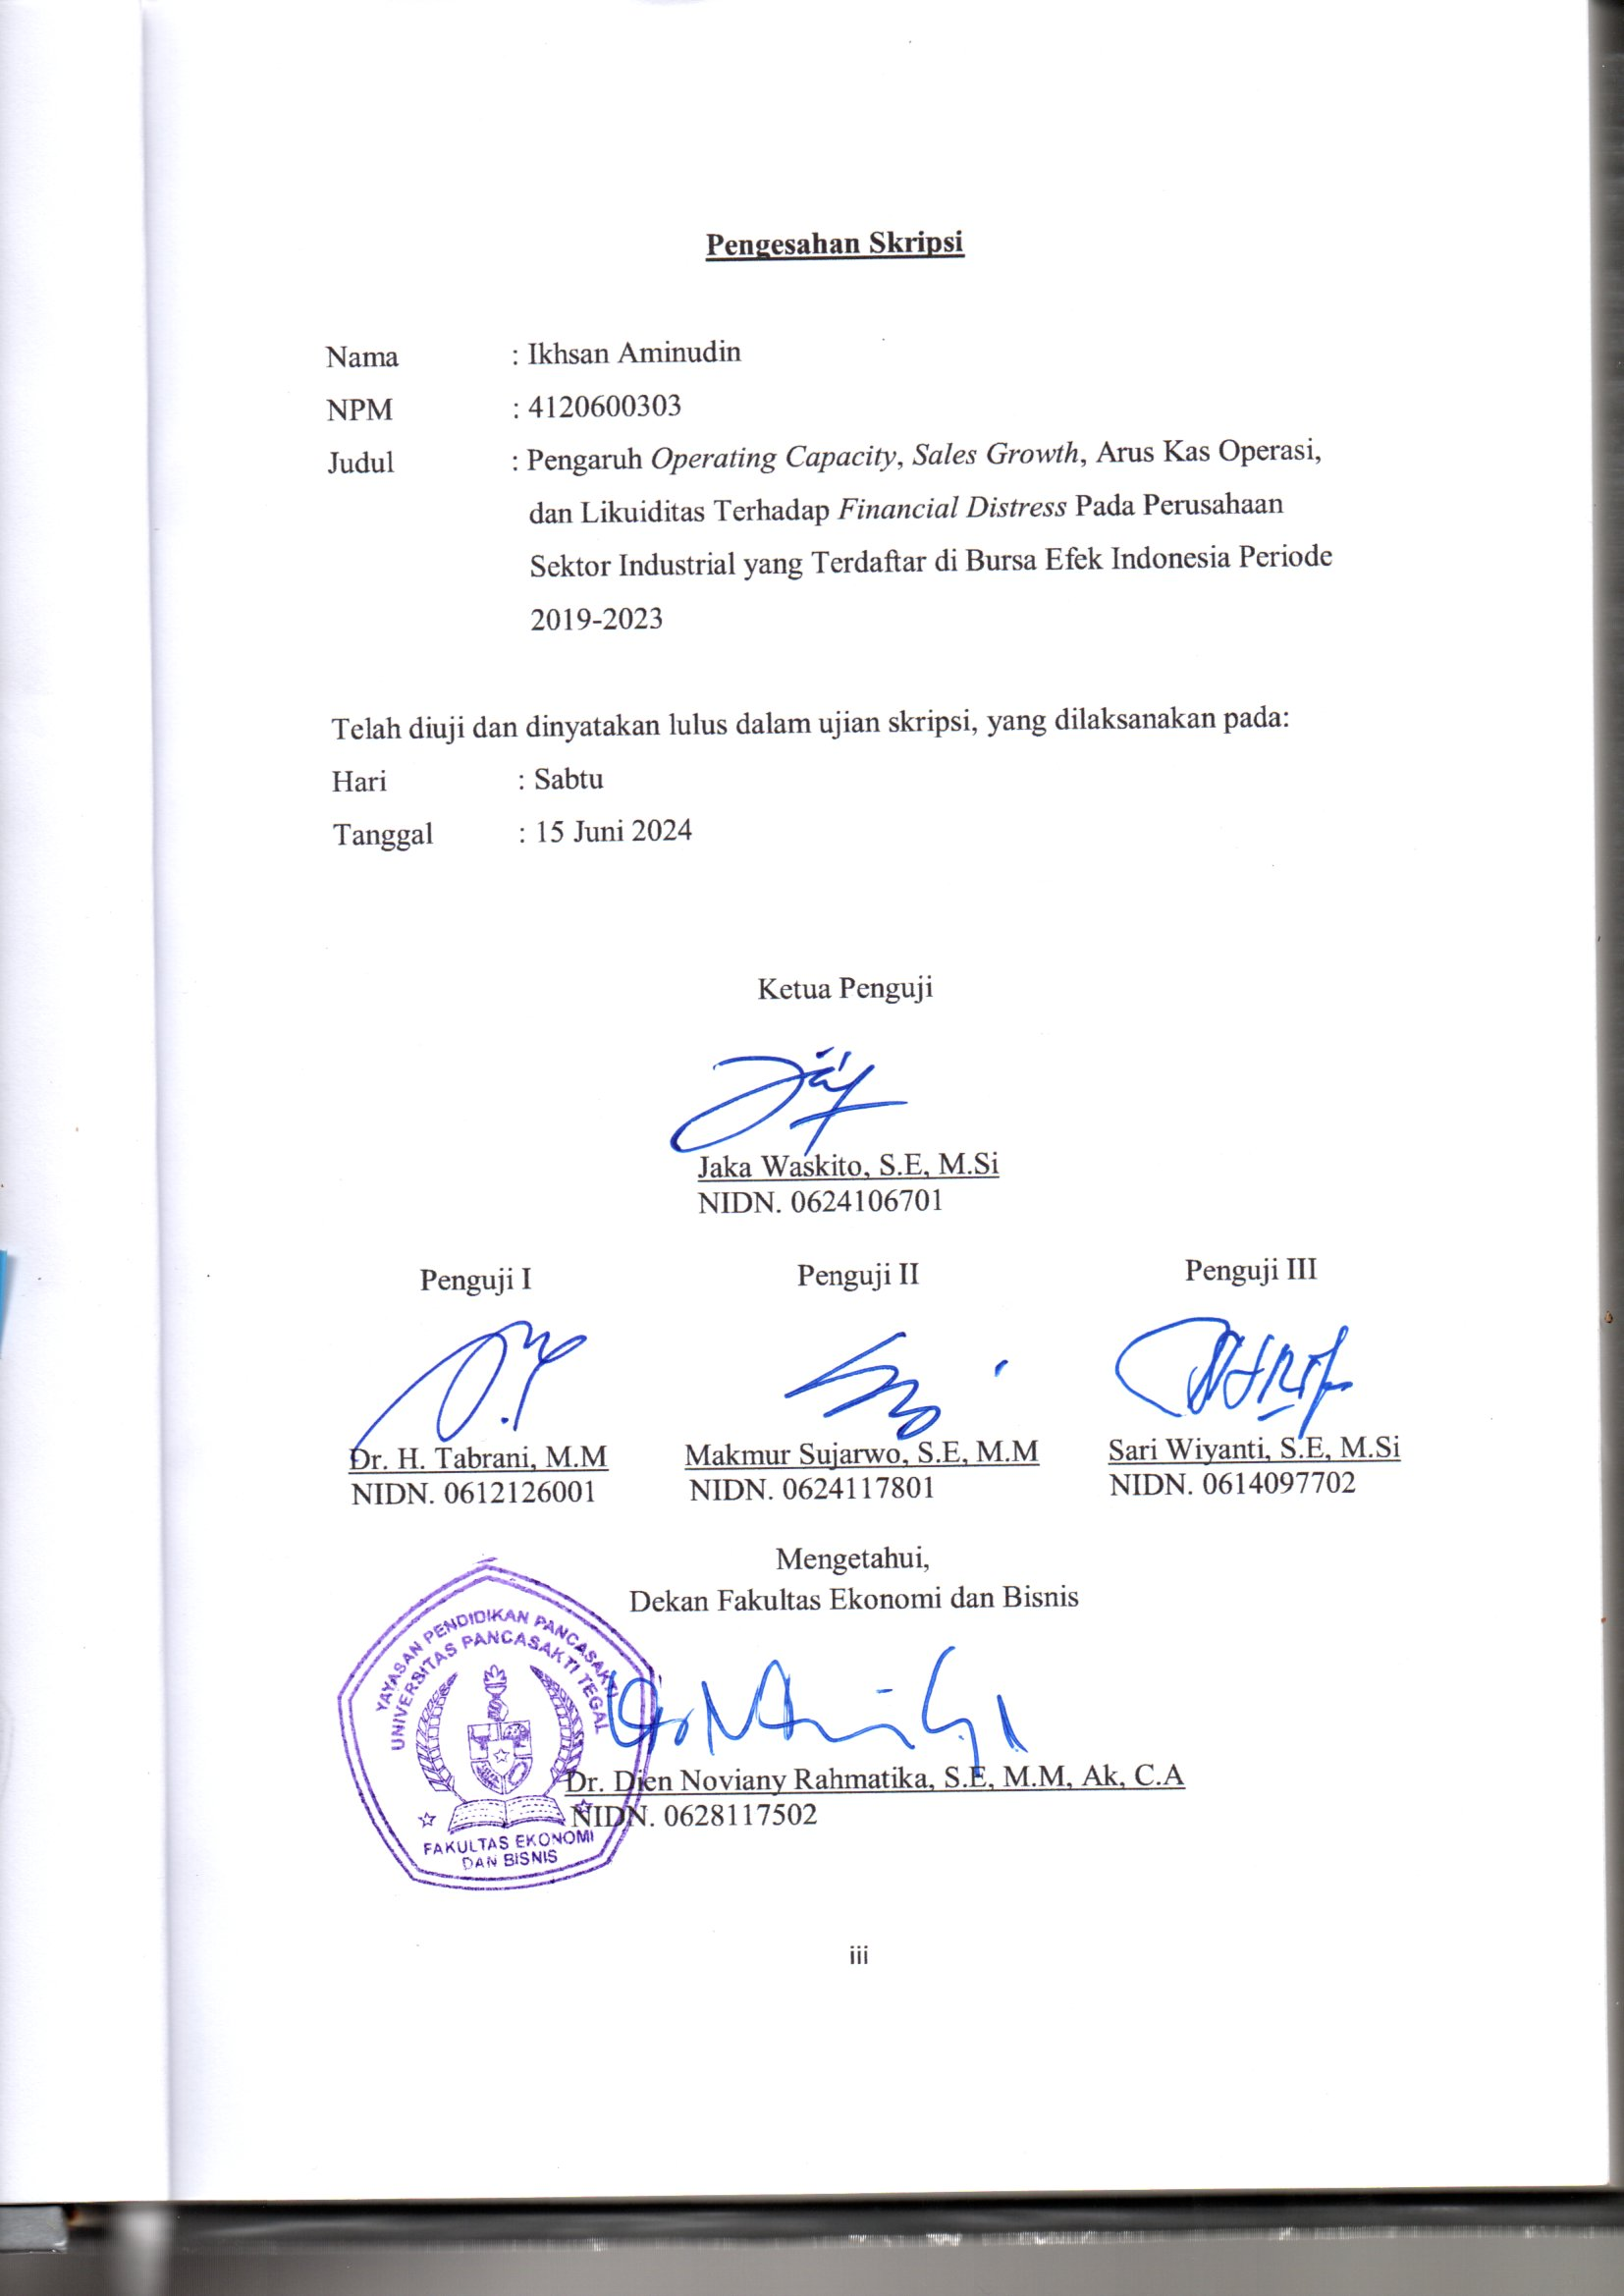 Pengesahan Skripsi
Nama : Ikhsan Aminudin
NPM : 4120600303
Judul : Pengaruh Operating Capacity, Sales Growth, Arus Kas Operasi,
dan Likuiditas Terhadap Financial Distress Pada Perusahaan
Sektor Industrial yang Terdaftar di Bursa Efek Indonesia Periode
2019-2023
Telah diuji dan dinyatakan lulus dalam ujian skripsi, yang dilaksanakan pada:
Hari : Sabtu
Tanggal : 15 Juni 2024
Ketua Penguji
Jaka Waskito, S.E, M.Si
NIDN. 0624106701
Penguji I Penguji II Penguji III
Dr. H. Tabrani, M.M Makmur Sujarwo, S.E, M.M Sari Wiyanti, S.E, M.Si
NIDN. 0612126001 NIDN. 0624117801 NIDN. 0614097702
Mengetahui,
Dekan Fakultas Ekonomi dan Bisnis
YAYASAN PENDIDIKAN PANCASAKTI
UNIVERSITAS PANCASAKTI TEGAL
Dr. Dien Noviany Rahmatika, S.E, M.M, Ak, C.A
NIDN. 0628117502
FAKULTAS EKONOMI
DAN BISNIS
iii